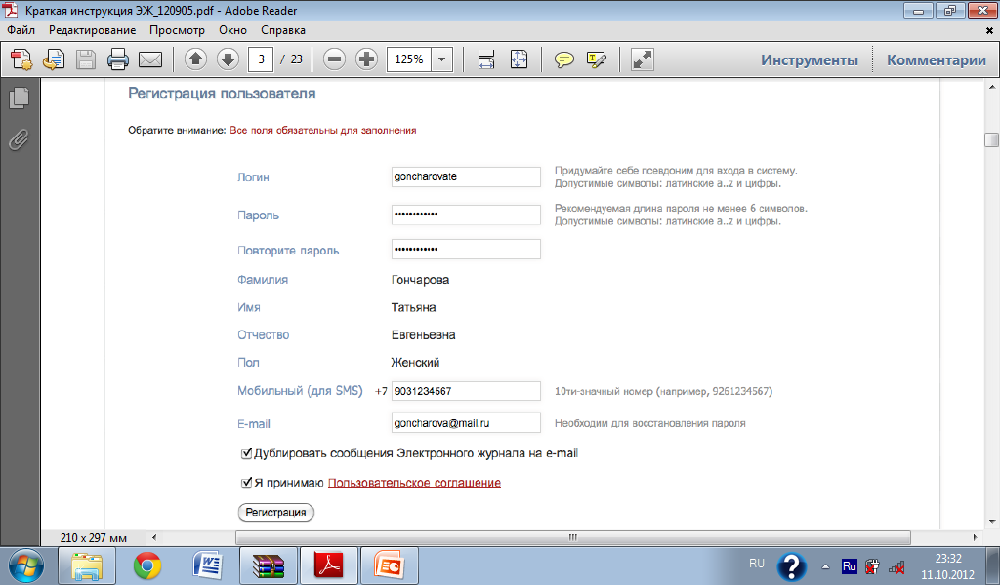 Краткая инструкция ЭЖ_120905.pdf - Adobe Reader
Файл Редактирование Просмотр Окно Справка
3 / 23 125% Инструменты Комментарии
Регистрация пользователя
Обратите внимание: Все поля обязательны для заполнения
Логин goncharovate Придумайте себе псевдоним для входа в систему.
Допустимые символы: латинские a..z и цифры.
Пароль •••••••••••• Рекомендуемая длина пароля не менее 6 символов.
Допустимые символы: латинские a..z и цифры.
Повторите пароль ••••••••••••
Фамилия Гончарова
Имя Татьяна
Отчество Евгеньевна
Пол Женский
Мобильный (для SMS) +7 9031234567 10ти-значный номер (например, 9261234567)
E-mail goncharova@mail.ru Необходим для восстановления пароля
Дублировать сообщения Электронного журнала на e-mail
Я принимаю Пользовательское соглашение
Регистрация
210 x 297 мм
RU ? Ru 23:32
11.10.2012